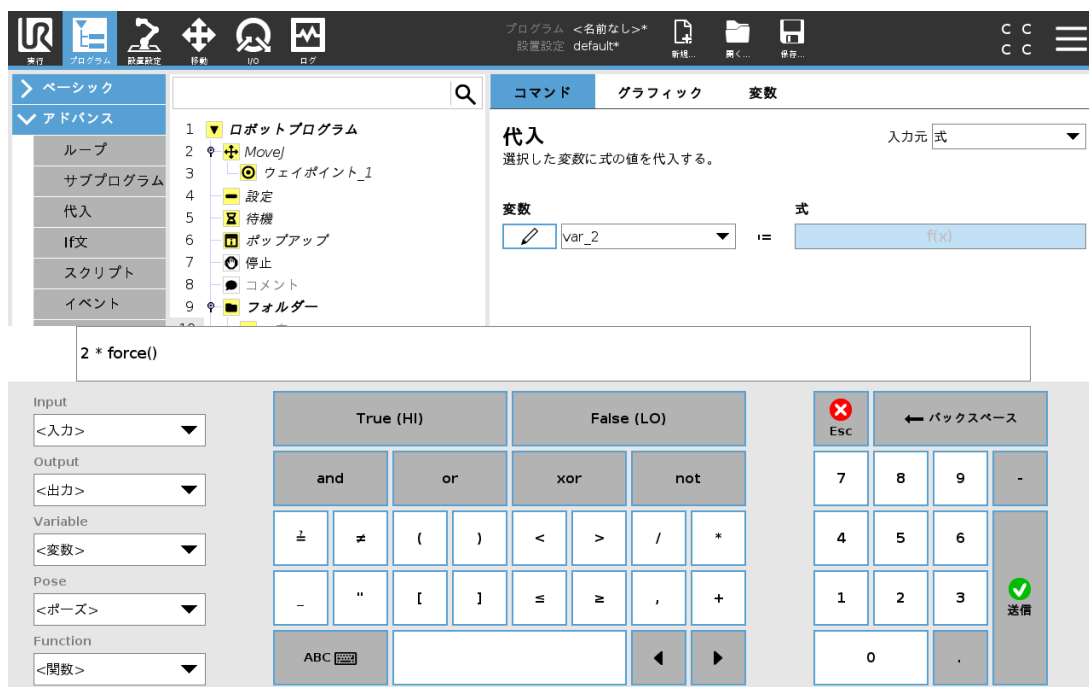 UR
プログラム <名前なし>*
設置設定 default*
実行 プログラム 設置設定 移動 I/O ログ
新規... 開く... 保存...
C C
C C
ベーシック
アドバンス
ループ
サブプログラム
代入
If文
スクリプト
イベント
1 ロボットプログラム
2 MoveJ
3 ウェイポイント_1
4 設定
5 待機
6 ポップアップ
7 停止
8 コメント
9 フォルダー
コマンド グラフィック 変数
代入
入力元 式
選択した変数に式の値を代入する。
変数 式
var_2 := f(x)
2 * force()
Input
<入力>
Output
<出力>
Variable
<変数>
Pose
<ポーズ>
Function
<関数>
True (HI) False (LO)
and or xor not
≟ ≠ ( ) < > / *
_ " [ ] ≤ ≥ , +
ABC
Esc バックスペース
7 8 9 -
4 5 6
1 2 3 送信
0 .